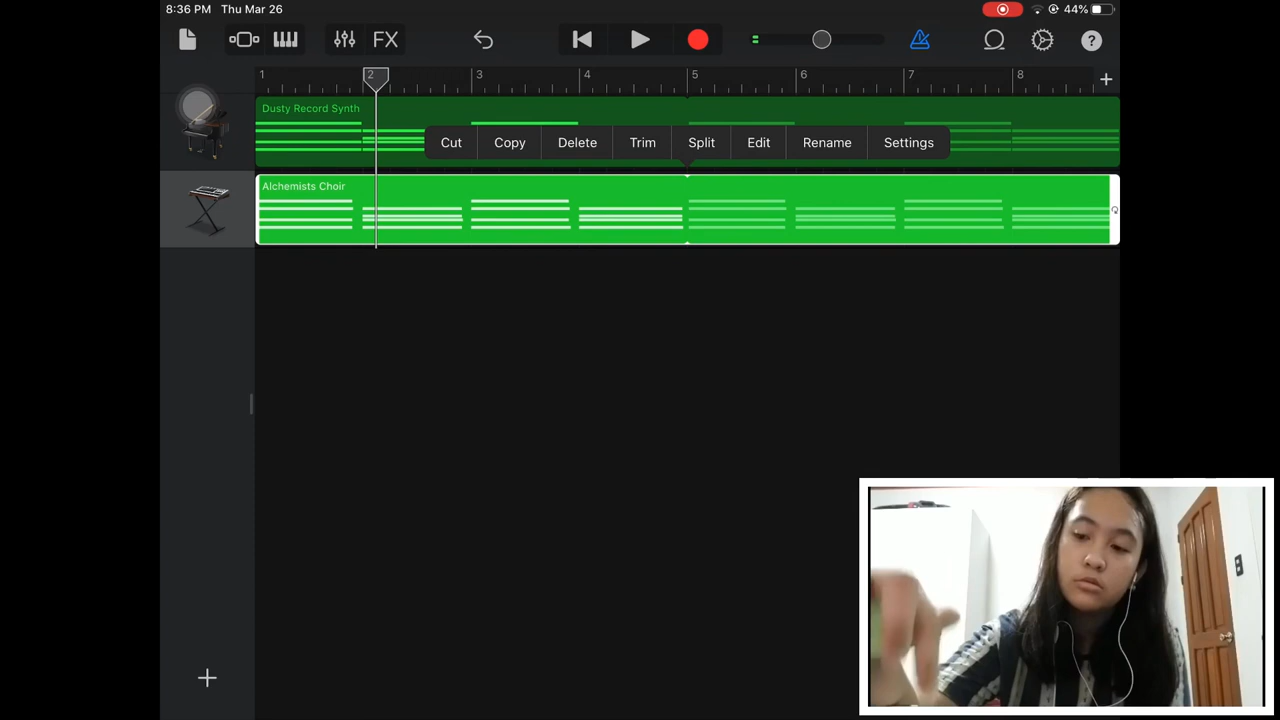 8:36 PM Thu Mar 26
44%
FX
?
1 2 3 4 5 6 7 8 +
Dusty Record Synth
Cut Copy Delete Trim Split Edit Rename Settings
Alchemists Choir
+